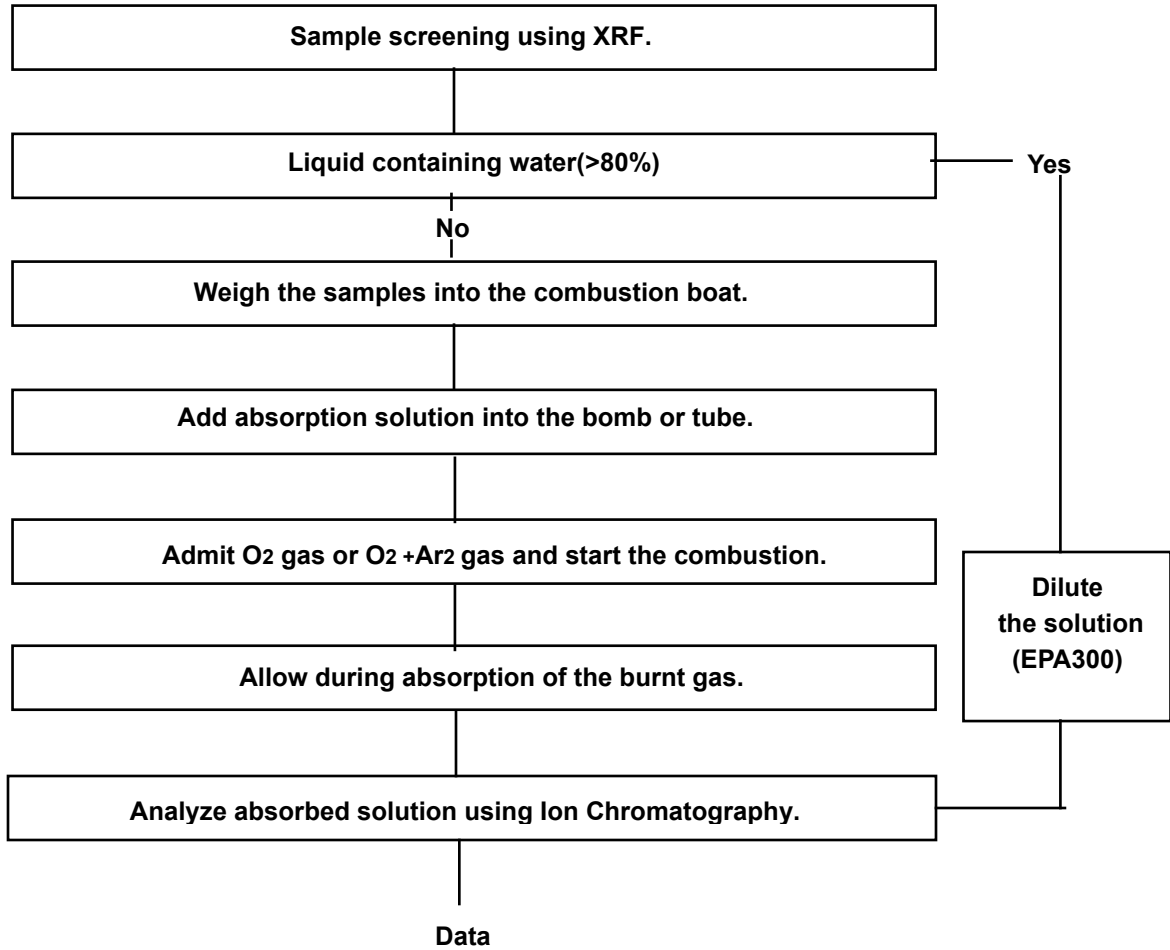 Sample screening using XRF.
Liquid containing water(>80%)
Yes
No
Weigh the samples into the combustion boat.
Add absorption solution into the bomb or tube.
Admit O2 gas or O2 +Ar2 gas and start the combustion.
Dilute
the solution
(EPA300)
Allow during absorption of the burnt gas.
Analyze absorbed solution using Ion Chromatography.
Data